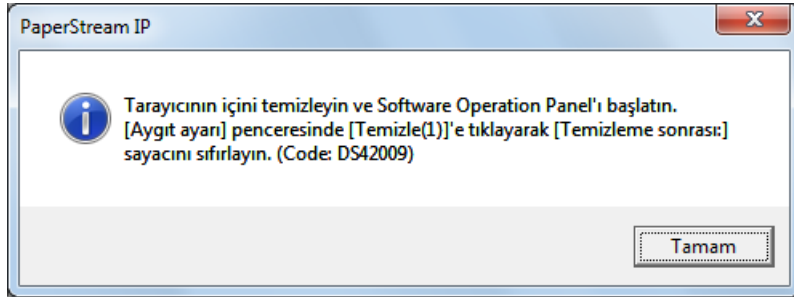 PaperStream IP
Tarayıcının içini temizleyin ve Software Operation Panel'ı başlatın.
[Aygıt ayarı] penceresinde [Temizle(1)]'e tıklayarak [Temizleme sonrası:]
sayacını sıfırlayın. (Code: DS42009)
Tamam